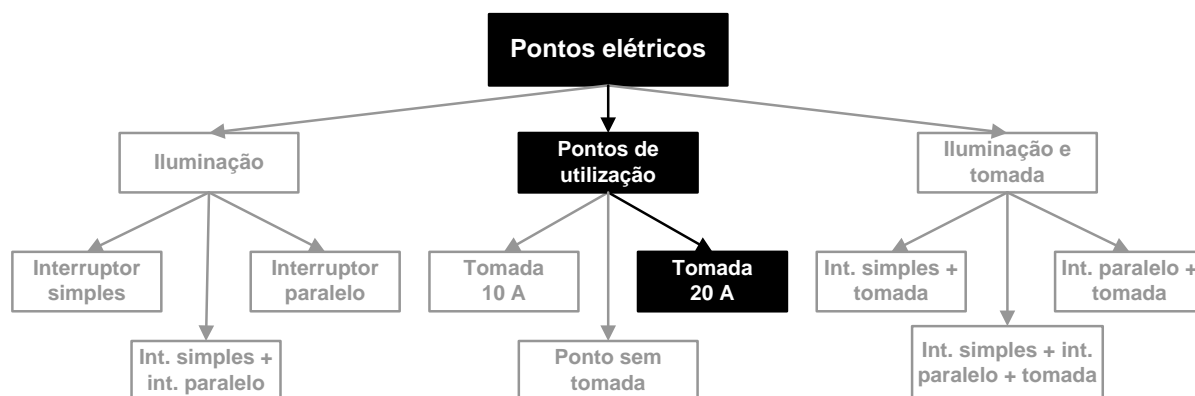 Pontos elétricos
Iluminação
Pontos de
utilização
Iluminação e
tomada
Interruptor
simples
Interruptor
paralelo
Tomada
10 A
Tomada
20 A
Int. simples +
tomada
Int. paralelo +
tomada
Int. simples +
int. paralelo
Ponto sem
tomada
Int. simples + int.
paralelo + tomada